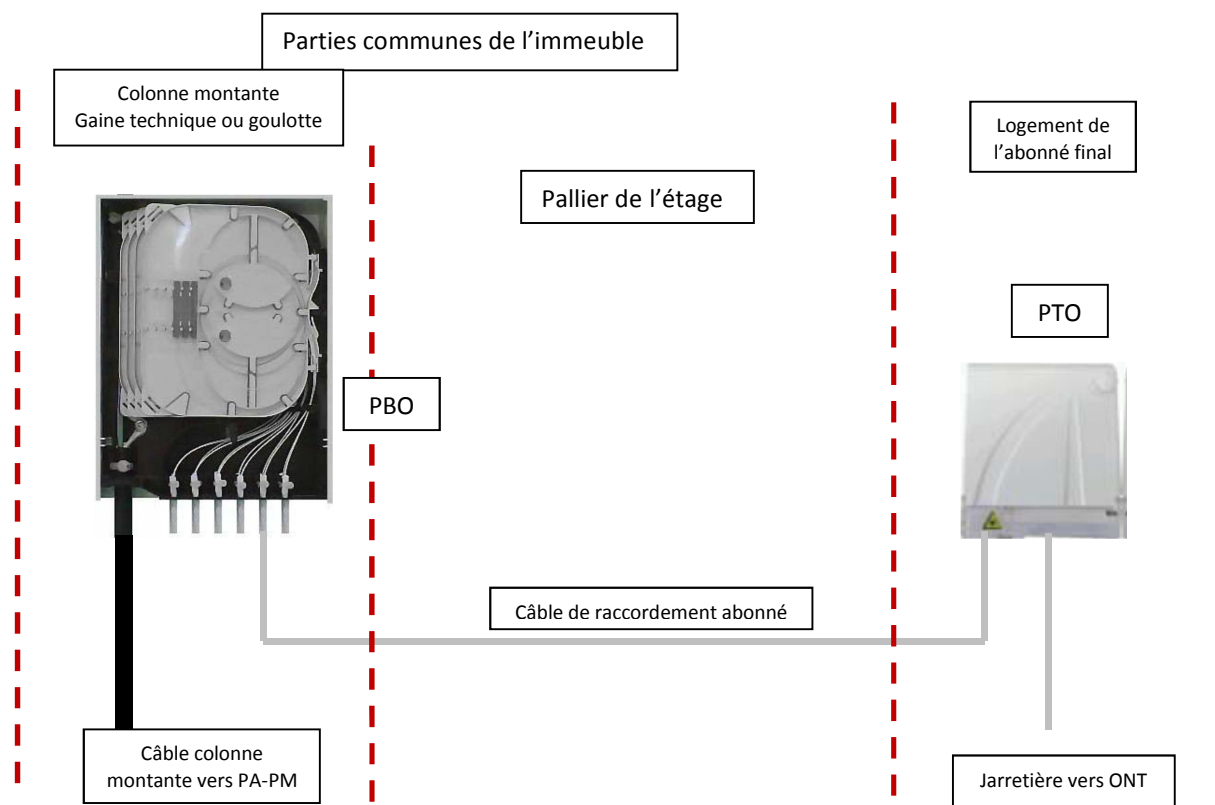 Parties communes de l’immeuble
Colonne montante
Gaine technique ou goulotte
Logement de
l’abonné final
Pallier de l’étage
PTO
PBO
Câble de raccordement abonné
Câble colonne
montante vers PA-PM
Jarretière vers ONT